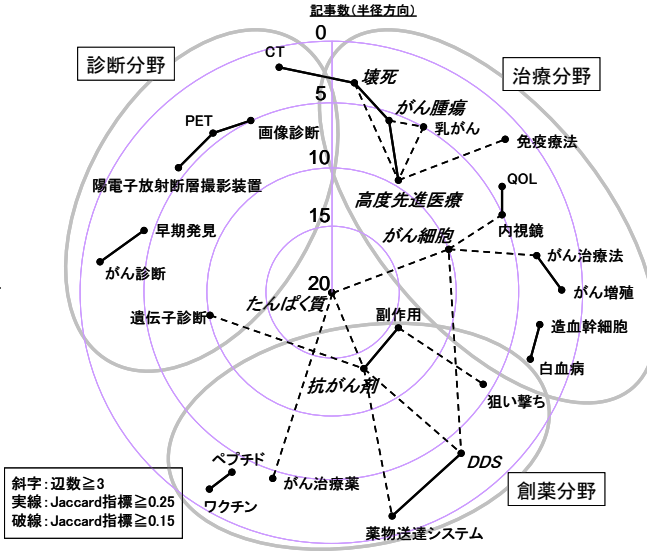 記事数(半径方向)
0
CT
診断分野
治療分野
壊死
5
がん腫瘍
乳がん
PET
画像診断
免疫療法
10
陽電子放射断層撮影装置
QOL
高度先進医療
15
早期発見
がん細胞
内視鏡
がん治療法
がん診断
20
たんぱく質
がん増殖
遺伝子診断
副作用
造血幹細胞
白血病
抗がん剤
狙い撃ち
ペプチド
DDS
がん治療薬
創薬分野
ワクチン
薬物送達システム
斜字:辺数≧3
実線:Jaccard指標≧0.25
破線:Jaccard指標≧0.15